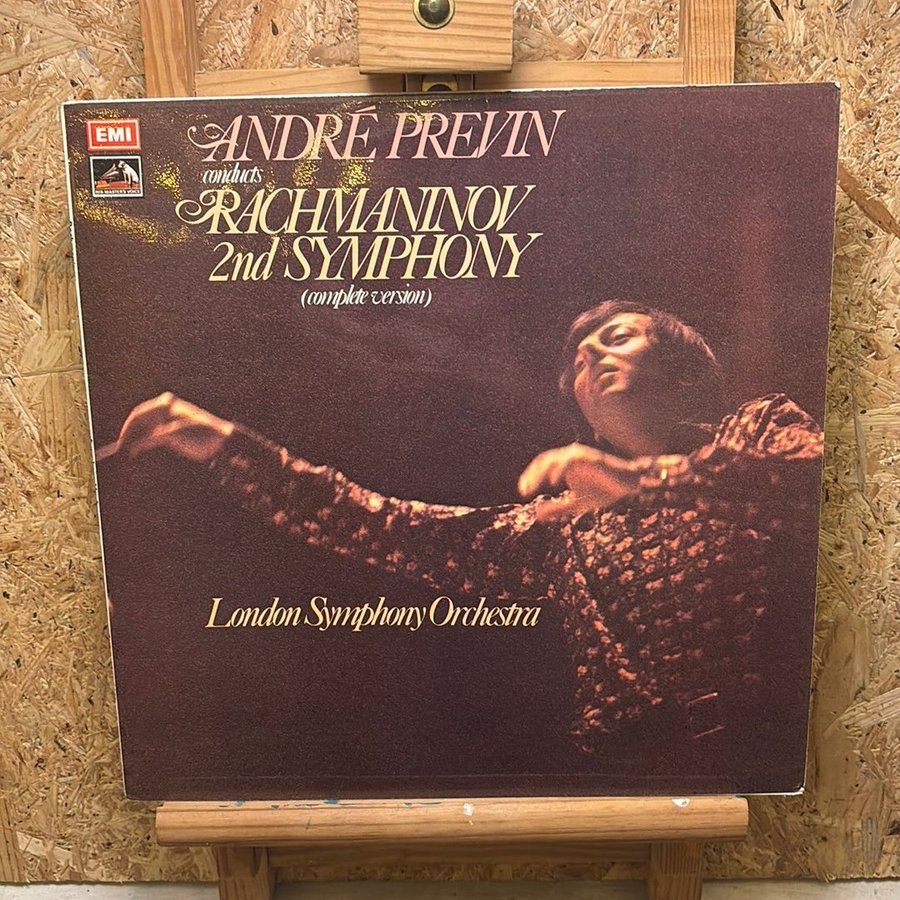 EMI
HIS MASTER'S VOICE
ANDRÉ PREVIN
conducts
RACHMANINOV
2nd SYMPHONY
(complete version)
London Symphony Orchestra